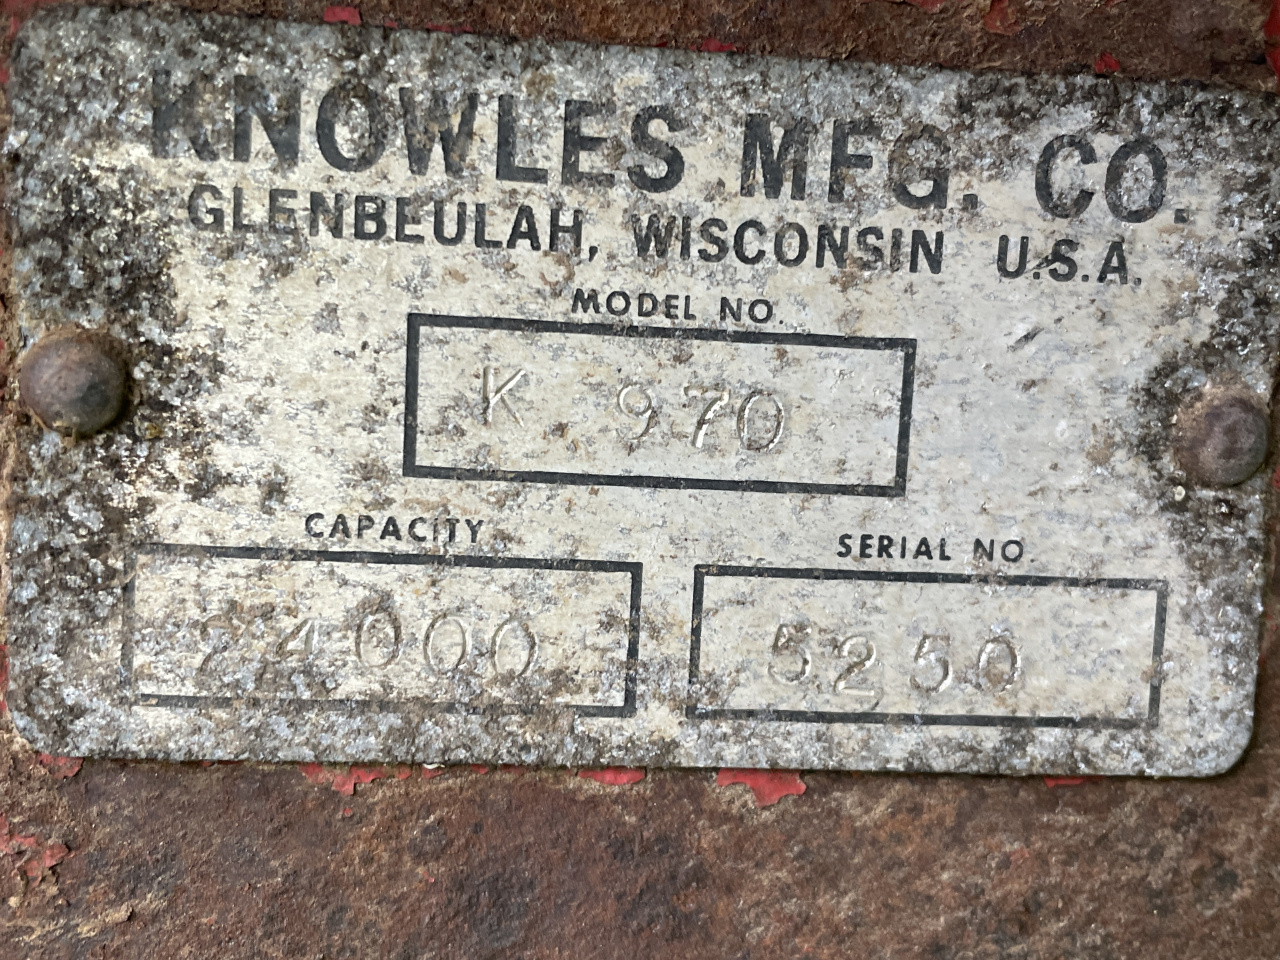 KNOWLES MFG. CO.
GLENBEULAH, WISCONSIN U.S.A.
MODEL NO.
K 970
CAPACITY
24000
SERIAL NO.
5250